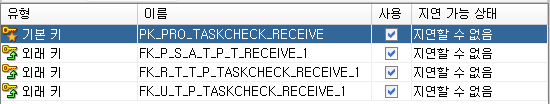 유형 이름 사용 지연 가능 상태
기본 키 PK_PRO_TASKCHECK_RECEIVE 지연할 수 없음
외래 키 FK_P_S_A_T_P_T_RECEIVE_1 지연할 수 없음
외래 키 FK_R_T_T_P_TASKCHECK_RECEIVE_1 지연할 수 없음
외래 키 FK_U_T_P_TASKCHECK_RECEIVE_1 지연할 수 없음